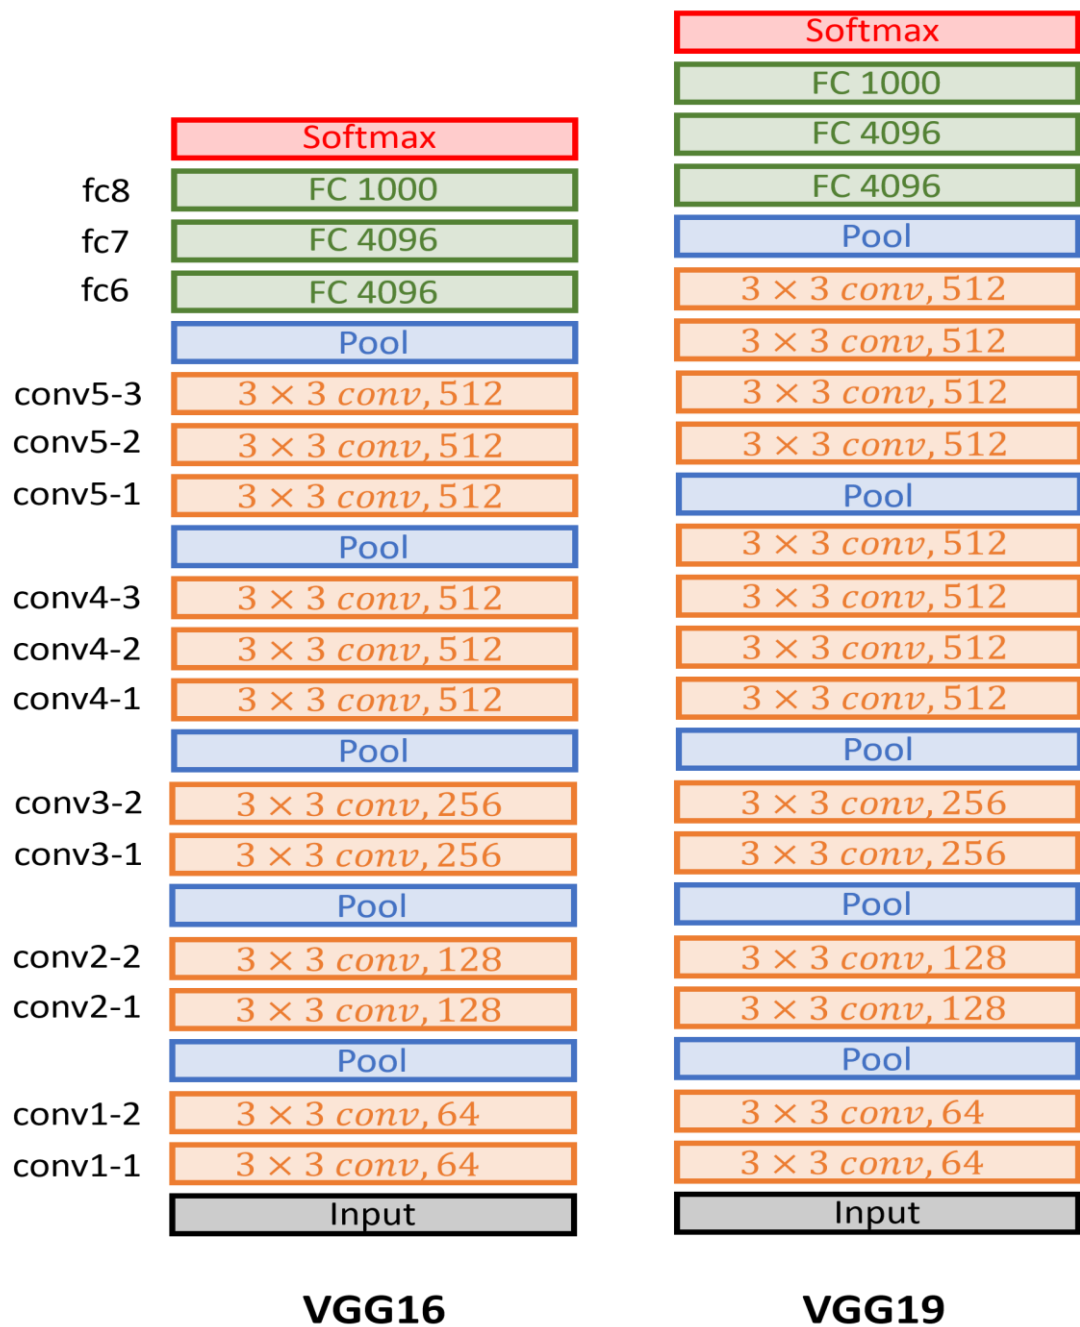 Softmax
FC 1000
FC 4096
FC 4096
Pool
3 × 3 conv, 512
3 × 3 conv, 512
3 × 3 conv, 512
3 × 3 conv, 512
Pool
3 × 3 conv, 512
3 × 3 conv, 512
3 × 3 conv, 512
3 × 3 conv, 512
Pool
3 × 3 conv, 256
3 × 3 conv, 256
Pool
3 × 3 conv, 128
3 × 3 conv, 128
Pool
3 × 3 conv, 64
3 × 3 conv, 64
Input
VGG19
Softmax
fc8 FC 1000
fc7 FC 4096
fc6 FC 4096
Pool
conv5-3 3 × 3 conv, 512
conv5-2 3 × 3 conv, 512
conv5-1 3 × 3 conv, 512
Pool
conv4-3 3 × 3 conv, 512
conv4-2 3 × 3 conv, 512
conv4-1 3 × 3 conv, 512
Pool
conv3-2 3 × 3 conv, 256
conv3-1 3 × 3 conv, 256
Pool
conv2-2 3 × 3 conv, 128
conv2-1 3 × 3 conv, 128
Pool
conv1-2 3 × 3 conv, 64
conv1-1 3 × 3 conv, 64
Input
VGG16